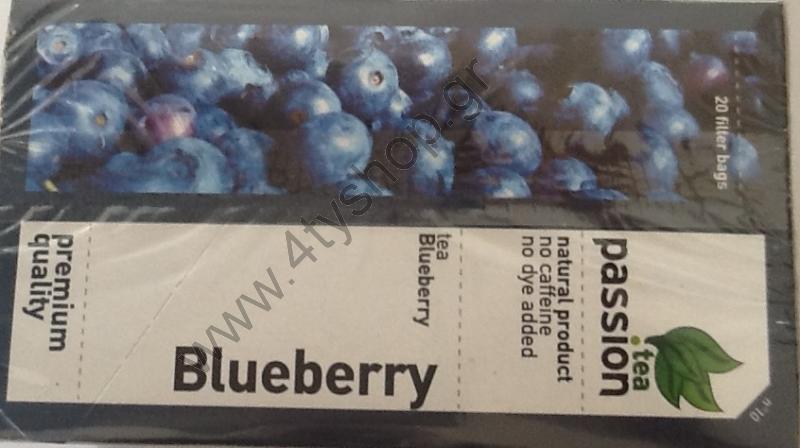 20 filter bags
passion
.tea
natural product
no caffeine
no dye added
tea
Blueberry
Blueberry
premium
quality
www.4tyshop.gr